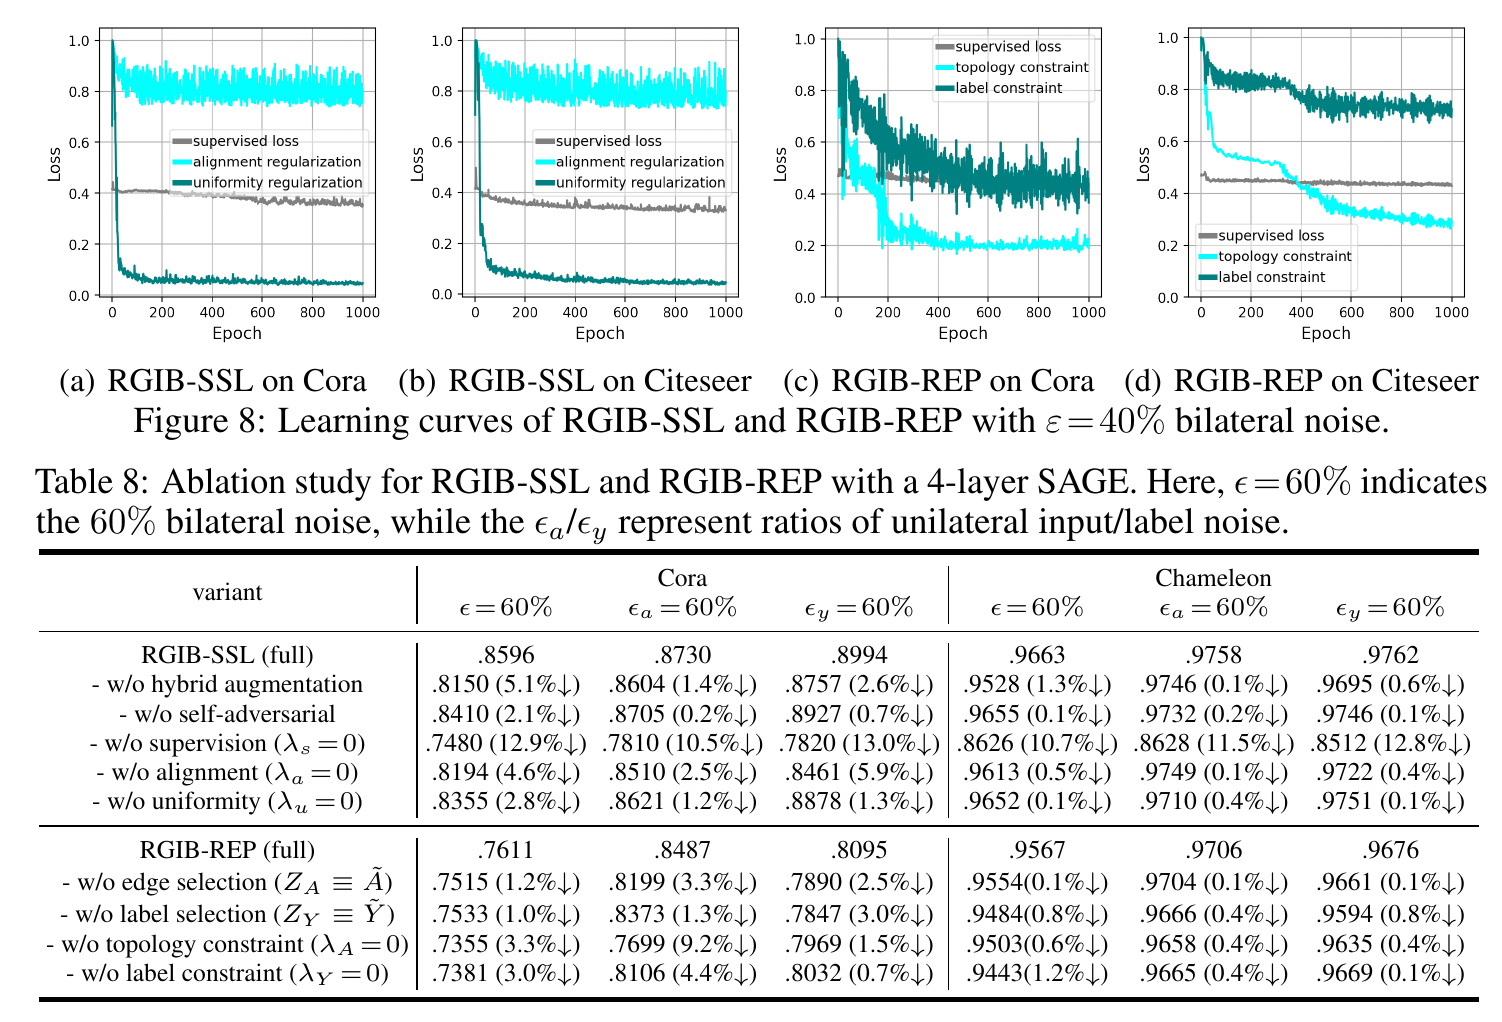 1.0
0.8
0.6
0.4
0.2
0.0
Loss
supervised loss
alignment regularization
uniformity regularization
0 200 400 600 800 1000
Epoch
1.0
0.8
0.6
0.4
0.2
0.0
Loss
supervised loss
alignment regularization
uniformity regularization
0 200 400 600 800 1000
Epoch
1.0
0.8
0.6
0.4
0.2
0.0
Loss
supervised loss
topology constraint
label constraint
0 200 400 600 800 1000
Epoch
1.0
0.8
0.6
0.4
0.2
0.0
Loss
supervised loss
topology constraint
label constraint
0 200 400 600 800 1000
Epoch
(a) RGIB-SSL on Cora (b) RGIB-SSL on Citeseer (c) RGIB-REP on Cora (d) RGIB-REP on Citeseer
Figure 8: Learning curves of RGIB-SSL and RGIB-REP with ε = 40% bilateral noise.
Table 8: Ablation study for RGIB-SSL and RGIB-REP with a 4-layer SAGE. Here, ϵ = 60% indicates
the 60% bilateral noise, while the ϵₐ/ϵ_y represent ratios of unilateral input/label noise.
variant Cora Chameleon
ϵ = 60% ϵₐ = 60% ϵ_y = 60% ϵ = 60% ϵₐ = 60% ϵ_y = 60%
RGIB-SSL (full) .8596 .8730 .8994 .9663 .9758 .9762
- w/o hybrid augmentation .8150 (5.1%↓) .8604 (1.4%↓) .8757 (2.6%↓) .9528 (1.3%↓) .9746 (0.1%↓) .9695 (0.6%↓)
- w/o self-adversarial .8410 (2.1%↓) .8705 (0.2%↓) .8927 (0.7%↓) .9655 (0.1%↓) .9732 (0.2%↓) .9746 (0.1%↓)
- w/o supervision (λₛ = 0) .7480 (12.9%↓) .7810 (10.5%↓) .7820 (13.0%↓) .8626 (10.7%↓) .8628 (11.5%↓) .8512 (12.8%↓)
- w/o alignment (λₐ = 0) .8194 (4.6%↓) .8510 (2.5%↓) .8461 (5.9%↓) .9613 (0.5%↓) .9749 (0.1%↓) .9722 (0.4%↓)
- w/o uniformity (λᵤ = 0) .8355 (2.8%↓) .8621 (1.2%↓) .8878 (1.3%↓) .9652 (0.1%↓) .9710 (0.4%↓) .9751 (0.1%↓)
RGIB-REP (full) .7611 .8487 .8095 .9567 .9706 .9676
- w/o edge selection (Z_A ≡ Ã) .7515 (1.2%↓) .8199 (3.3%↓) .7890 (2.5%↓) .9554(0.1%↓) .9704 (0.1%↓) .9661 (0.1%↓)
- w/o label selection (Z_Y ≡ Ỹ) .7533 (1.0%↓) .8373 (1.3%↓) .7847 (3.0%↓) .9484(0.8%↓) .9666 (0.4%↓) .9594 (0.8%↓)
- w/o topology constraint (λ_A = 0) .7355 (3.3%↓) .7699 (9.2%↓) .7969 (1.5%↓) .9503(0.6%↓) .9658 (0.4%↓) .9635 (0.4%↓)
- w/o label constraint (λ_Y = 0) .7381 (3.0%↓) .8106 (4.4%↓) .8032 (0.7%↓) .9443(1.2%↓) .9665 (0.4%↓) .9669 (0.1%↓)